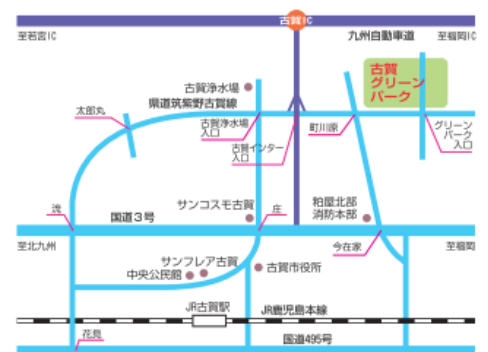 古賀IC
至若宮IC
九州自動車道
至福岡IC
古賀
グリーン
パーク
古賀浄水場
県道筑紫野古賀線
太郎丸
古賀浄水場
入口
町川原
グリーン
パーク
入口
古賀インター
入口
流
国道3号
サンコスモ古賀
庄
粕屋北部
消防本部
至北九州
今在家
至福岡
サンフレア古賀
中央公民館
古賀市役所
JR古賀駅
JR鹿児島本線
花見
国道495号